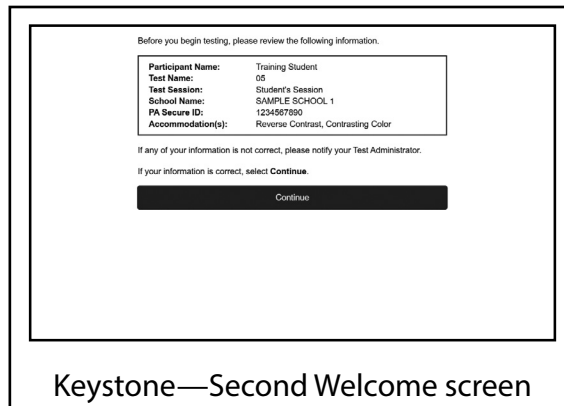 Before you begin testing, please review the following information.
Participant Name: Training Student
Test Name: 05
Test Session: Student's Session
School Name: SAMPLE SCHOOL 1
PA Secure ID: 1234567890
Accommodation(s): Reverse Contrast, Contrasting Color
If any of your information is not correct, please notify your Test Administrator.
If your information is correct, select Continue.
Continue
Keystone—Second Welcome screen